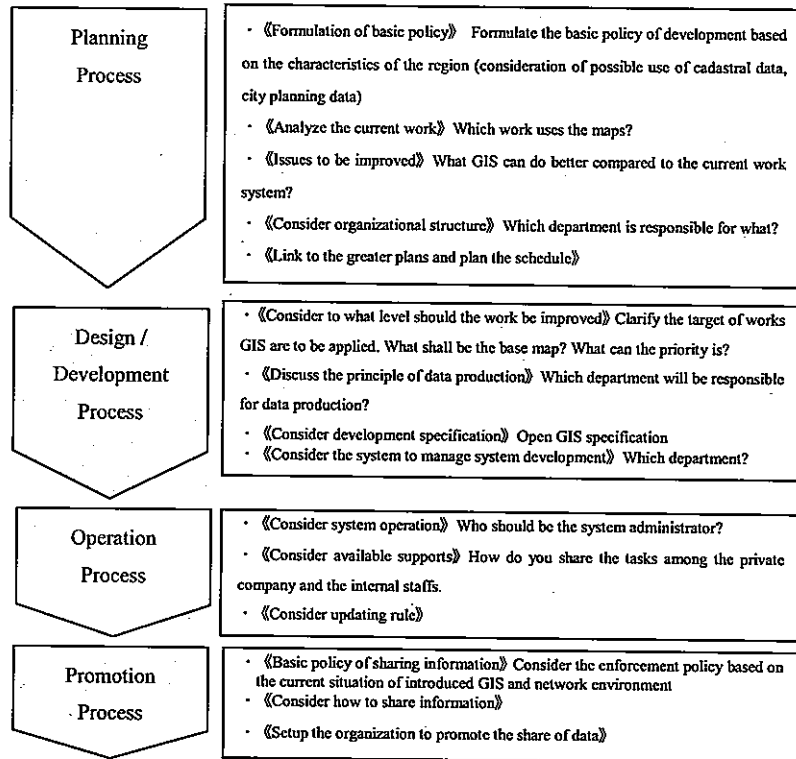 Planning
Process
· 《Formulation of basic policy》 Formulate the basic policy of development based
on the characteristics of the region (consideration of possible use of cadastral data,
city planning data)
· 《Analyze the current work》 Which work uses the maps?
· 《Issues to be improved》 What GIS can do better compared to the current work
system?
· 《Consider organizational structure》 Which department is responsible for what?
· 《Link to the greater plans and plan the schedule》
Design /
Development
Process
· 《Consider to what level should the work be improved》 Clarify the target of works
GIS are to be applied. What shall be the base map? What can the priority is?
· 《Discuss the principle of data production》 Which department will be responsible
for data production?
· 《Consider development specification》 Open GIS specification
· 《Consider the system to manage system development》 Which department?
Operation
Process
· 《Consider system operation》 Who should be the system administrator?
· 《Consider available supports》 How do you share the tasks among the private
company and the internal staffs.
· 《Consider updating rule》
Promotion
Process
· 《Basic policy of sharing information》 Consider the enforcement policy based on
the current situation of introduced GIS and network environment
· 《Consider how to share information》
· 《Setup the organization to promote the share of data》